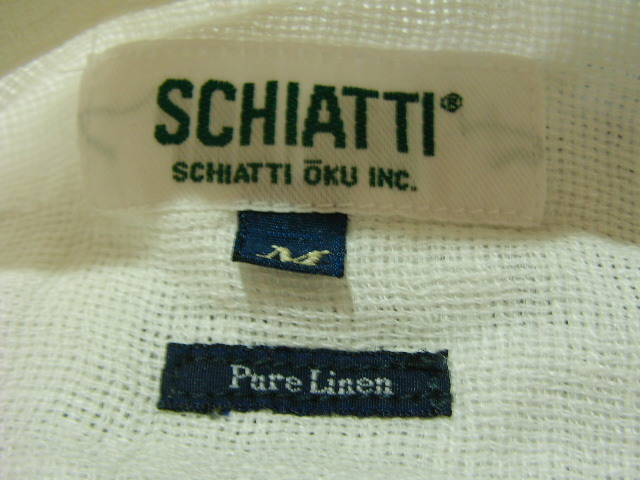 SCHIATTI®
SCHIATTI ŌKU INC.
M
Pure Linen